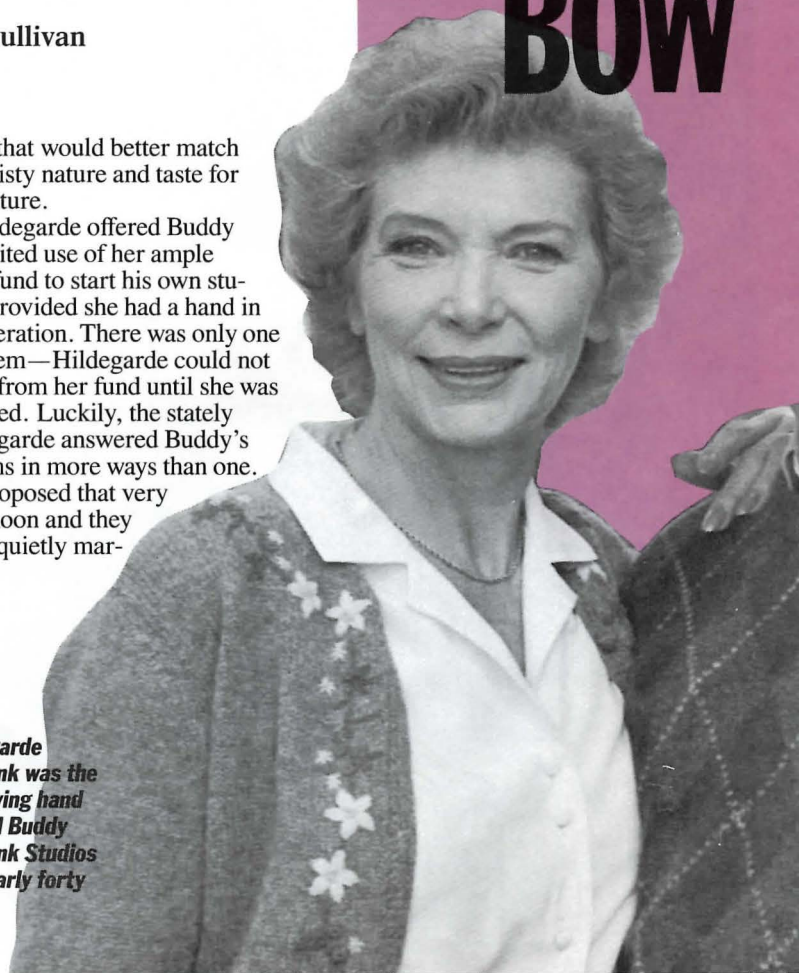 BOW
ullivan
that would better match
isty nature and taste for
ture.
degarde offered Buddy
ited use of her ample
fund to start his own stu-
rovided she had a hand in
eration. There was only one
em—Hildegarde could not
from her fund until she was
ed. Luckily, the stately
garde answered Buddy's
ns in more ways than one.
oposed that very
oon and they
quietly mar-
arde
nk was the
ving hand
d Buddy
nk Studios
arly forty